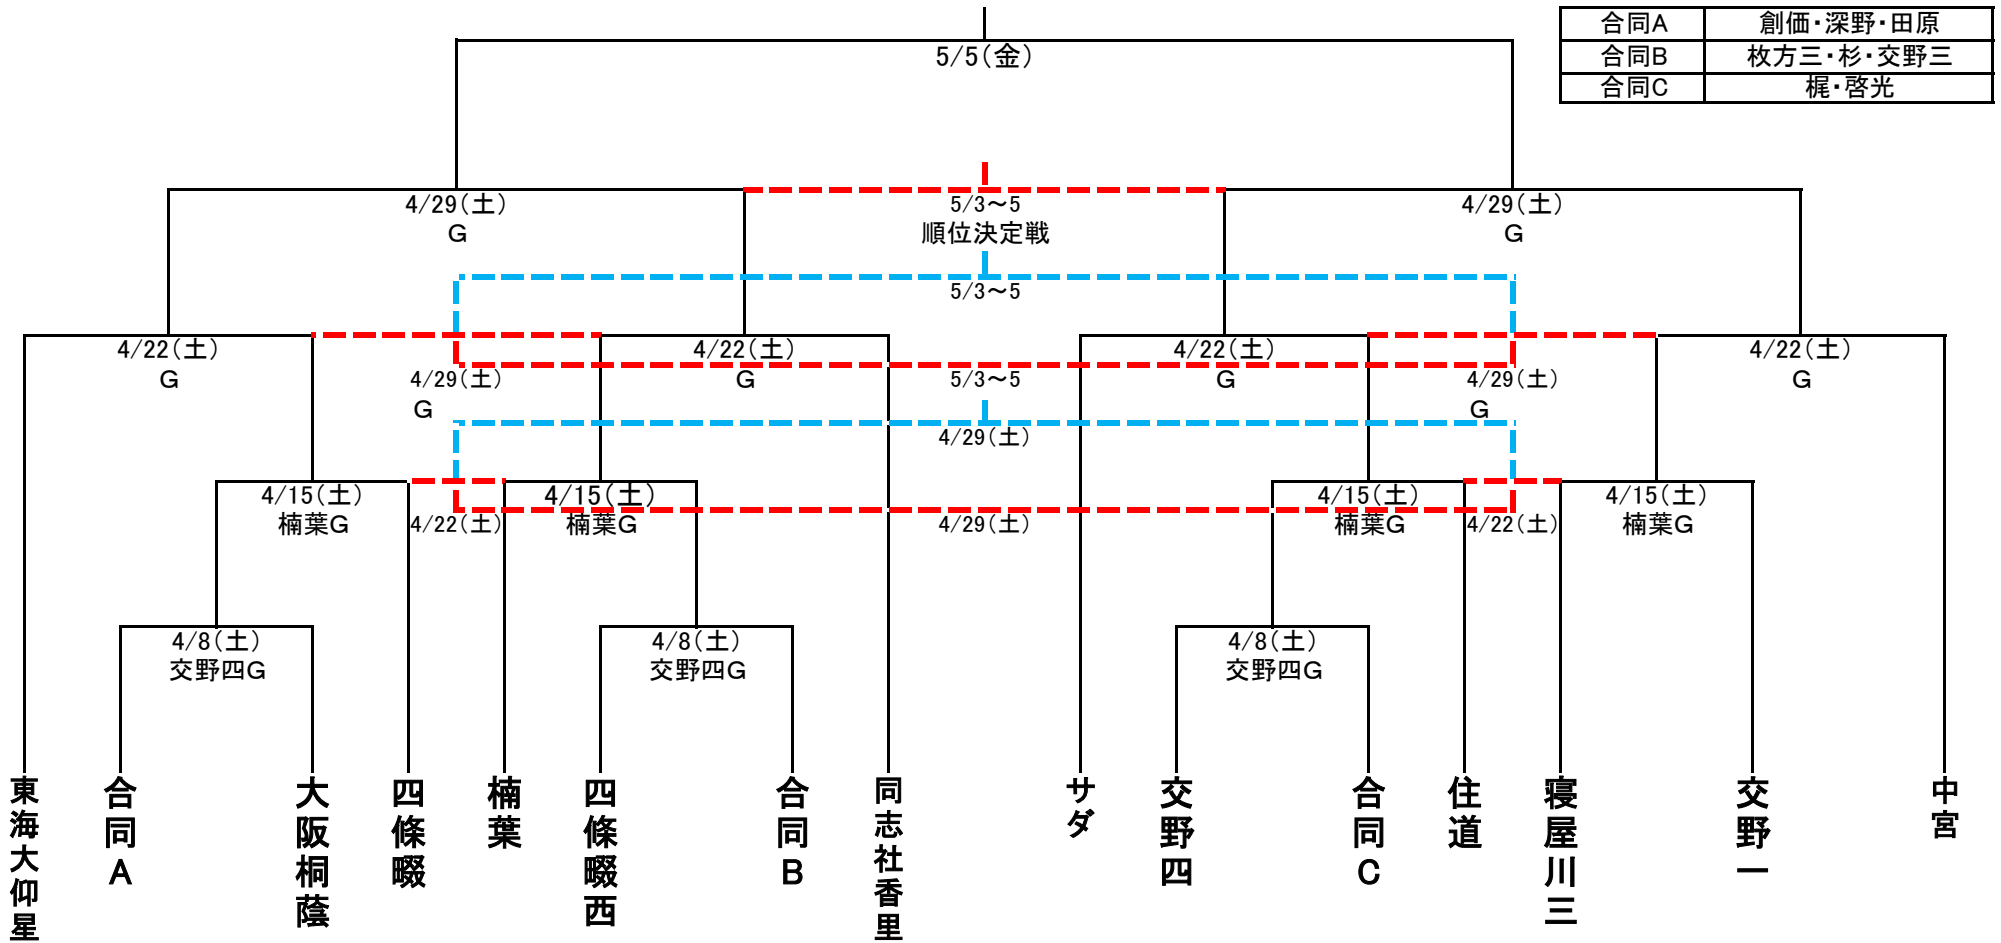 合同A 創価・深野・田原
5/5(金)
合同B 枚方三・杉・交野三
合同C 梶・啓光
4/29(土) 5/3～5 4/29(土)
G 順位決定戦 G
5/3～5
4/22(土) 4/22(土) 4/22(土) 4/22(土)
G 4/29(土) G 5/3～5 G 4/29(土) G
G G
4/29(土)
4/15(土) 4/15(土) 4/15(土) 4/15(土)
楠葉G 4/22(土) 楠葉G 4/29(土) 楠葉G 4/22(土) 楠葉G
4/8(土) 4/8(土) 4/8(土)
交野四G 交野四G 交野四G
東海大仰星
合同A
大阪桐蔭
四條畷
楠葉
四條畷西
合同B
同志社香里
サダ
交野四
合同C
住道
寝屋川三
交野一
中宮